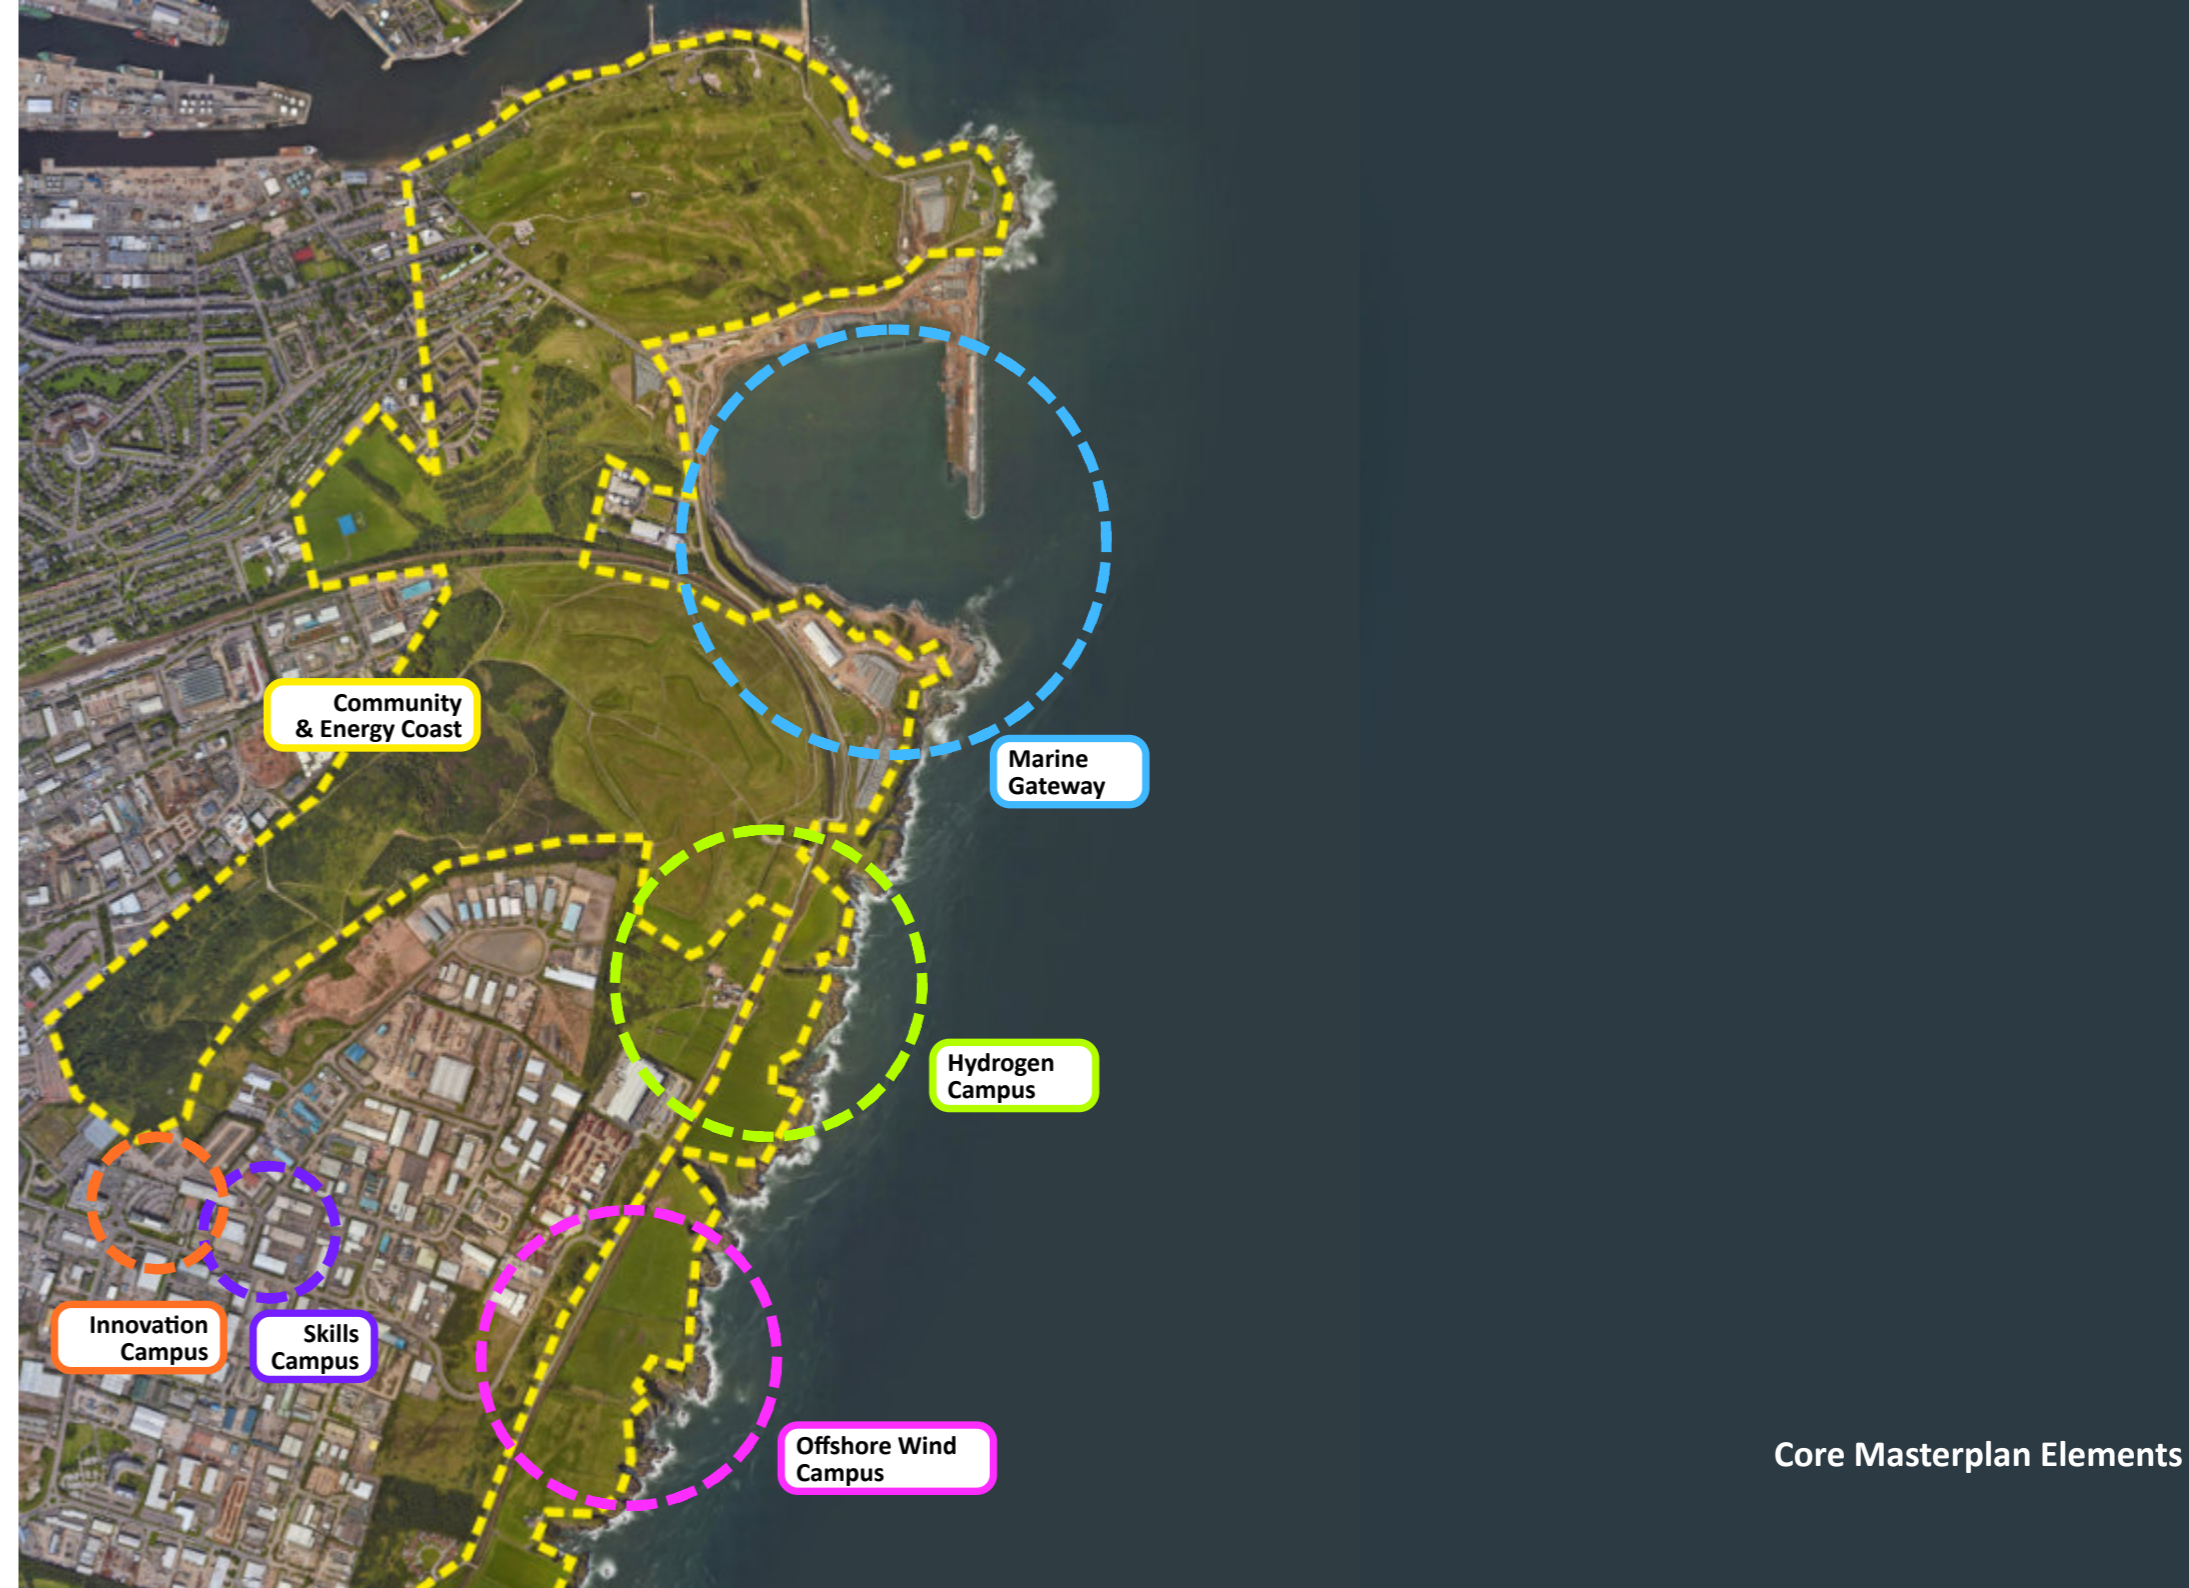 Community
& Energy Coast
Marine
Gateway
Hydrogen
Campus
Innovation
Campus
Skills
Campus
Offshore Wind
Campus
Core Masterplan Elements